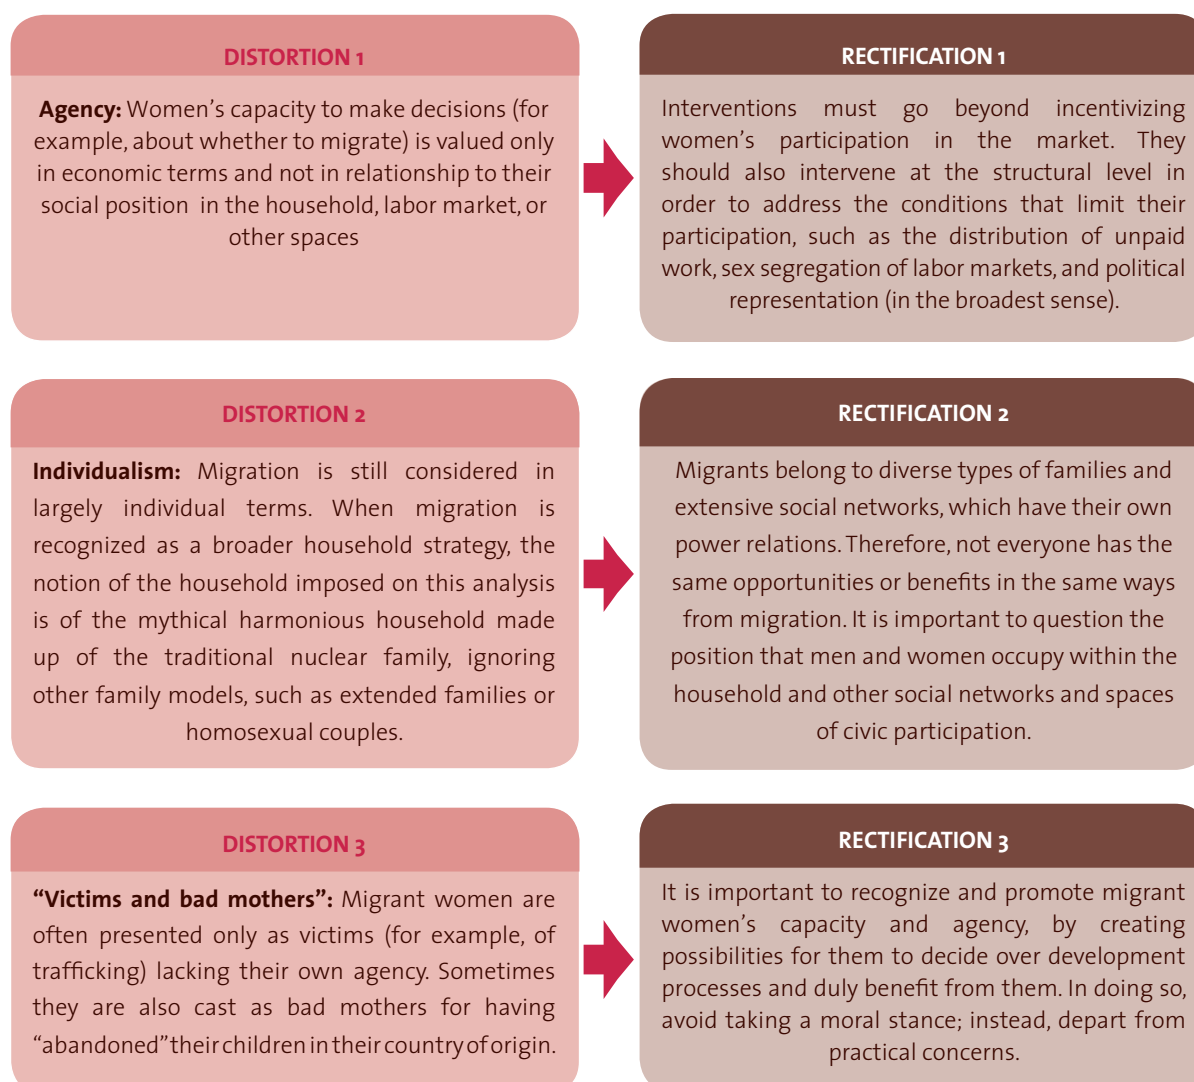 DISTORTION 1
Agency: Women’s capacity to make decisions (for
example, about whether to migrate) is valued only
in economic terms and not in relationship to their
social position in the household, labor market, or
other spaces
RECTIFICATION 1
Interventions must go beyond incentivizing
women’s participation in the market. They
should also intervene at the structural level in
order to address the conditions that limit their
participation, such as the distribution of unpaid
work, sex segregation of labor markets, and political
representation (in the broadest sense).
DISTORTION 2
Individualism: Migration is still considered in
largely individual terms. When migration is
recognized as a broader household strategy, the
notion of the household imposed on this analysis
is of the mythical harmonious household made
up of the traditional nuclear family, ignoring
other family models, such as extended families or
homosexual couples.
RECTIFICATION 2
Migrants belong to diverse types of families and
extensive social networks, which have their own
power relations. Therefore, not everyone has the
same opportunities or benefits in the same ways
from migration. It is important to question the
position that men and women occupy within the
household and other social networks and spaces
of civic participation.
DISTORTION 3
“Victims and bad mothers”: Migrant women are
often presented only as victims (for example, of
trafficking) lacking their own agency. Sometimes
they are also cast as bad mothers for having
“abandoned” their children in their country of origin.
RECTIFICATION 3
It is important to recognize and promote migrant
women’s capacity and agency, by creating
possibilities for them to decide over development
processes and duly benefit from them. In doing so,
avoid taking a moral stance; instead, depart from
practical concerns.